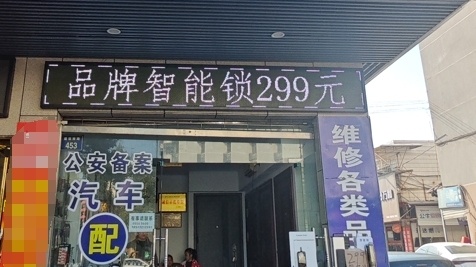 品牌智能锁299元
453
公安备案
汽车
配
维修各类品